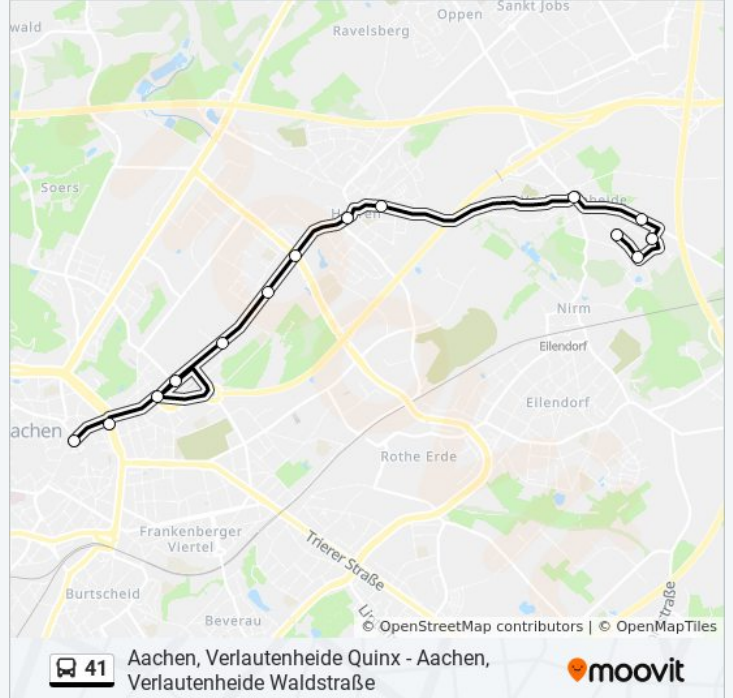 Oppen
Sankt Jobs
wald
Ravelsberg
Soers
Nirm
Eilendorf
Eilendorf
achen
Rothe Erde
Frankenberger
Viertel
Trierer Straße
Burtscheid
Beverau
© OpenStreetMap contributors | © OpenMapTiles
41
Aachen, Verlautenheide Quinx - Aachen,
Verlautenheide Waldstraße
moovit